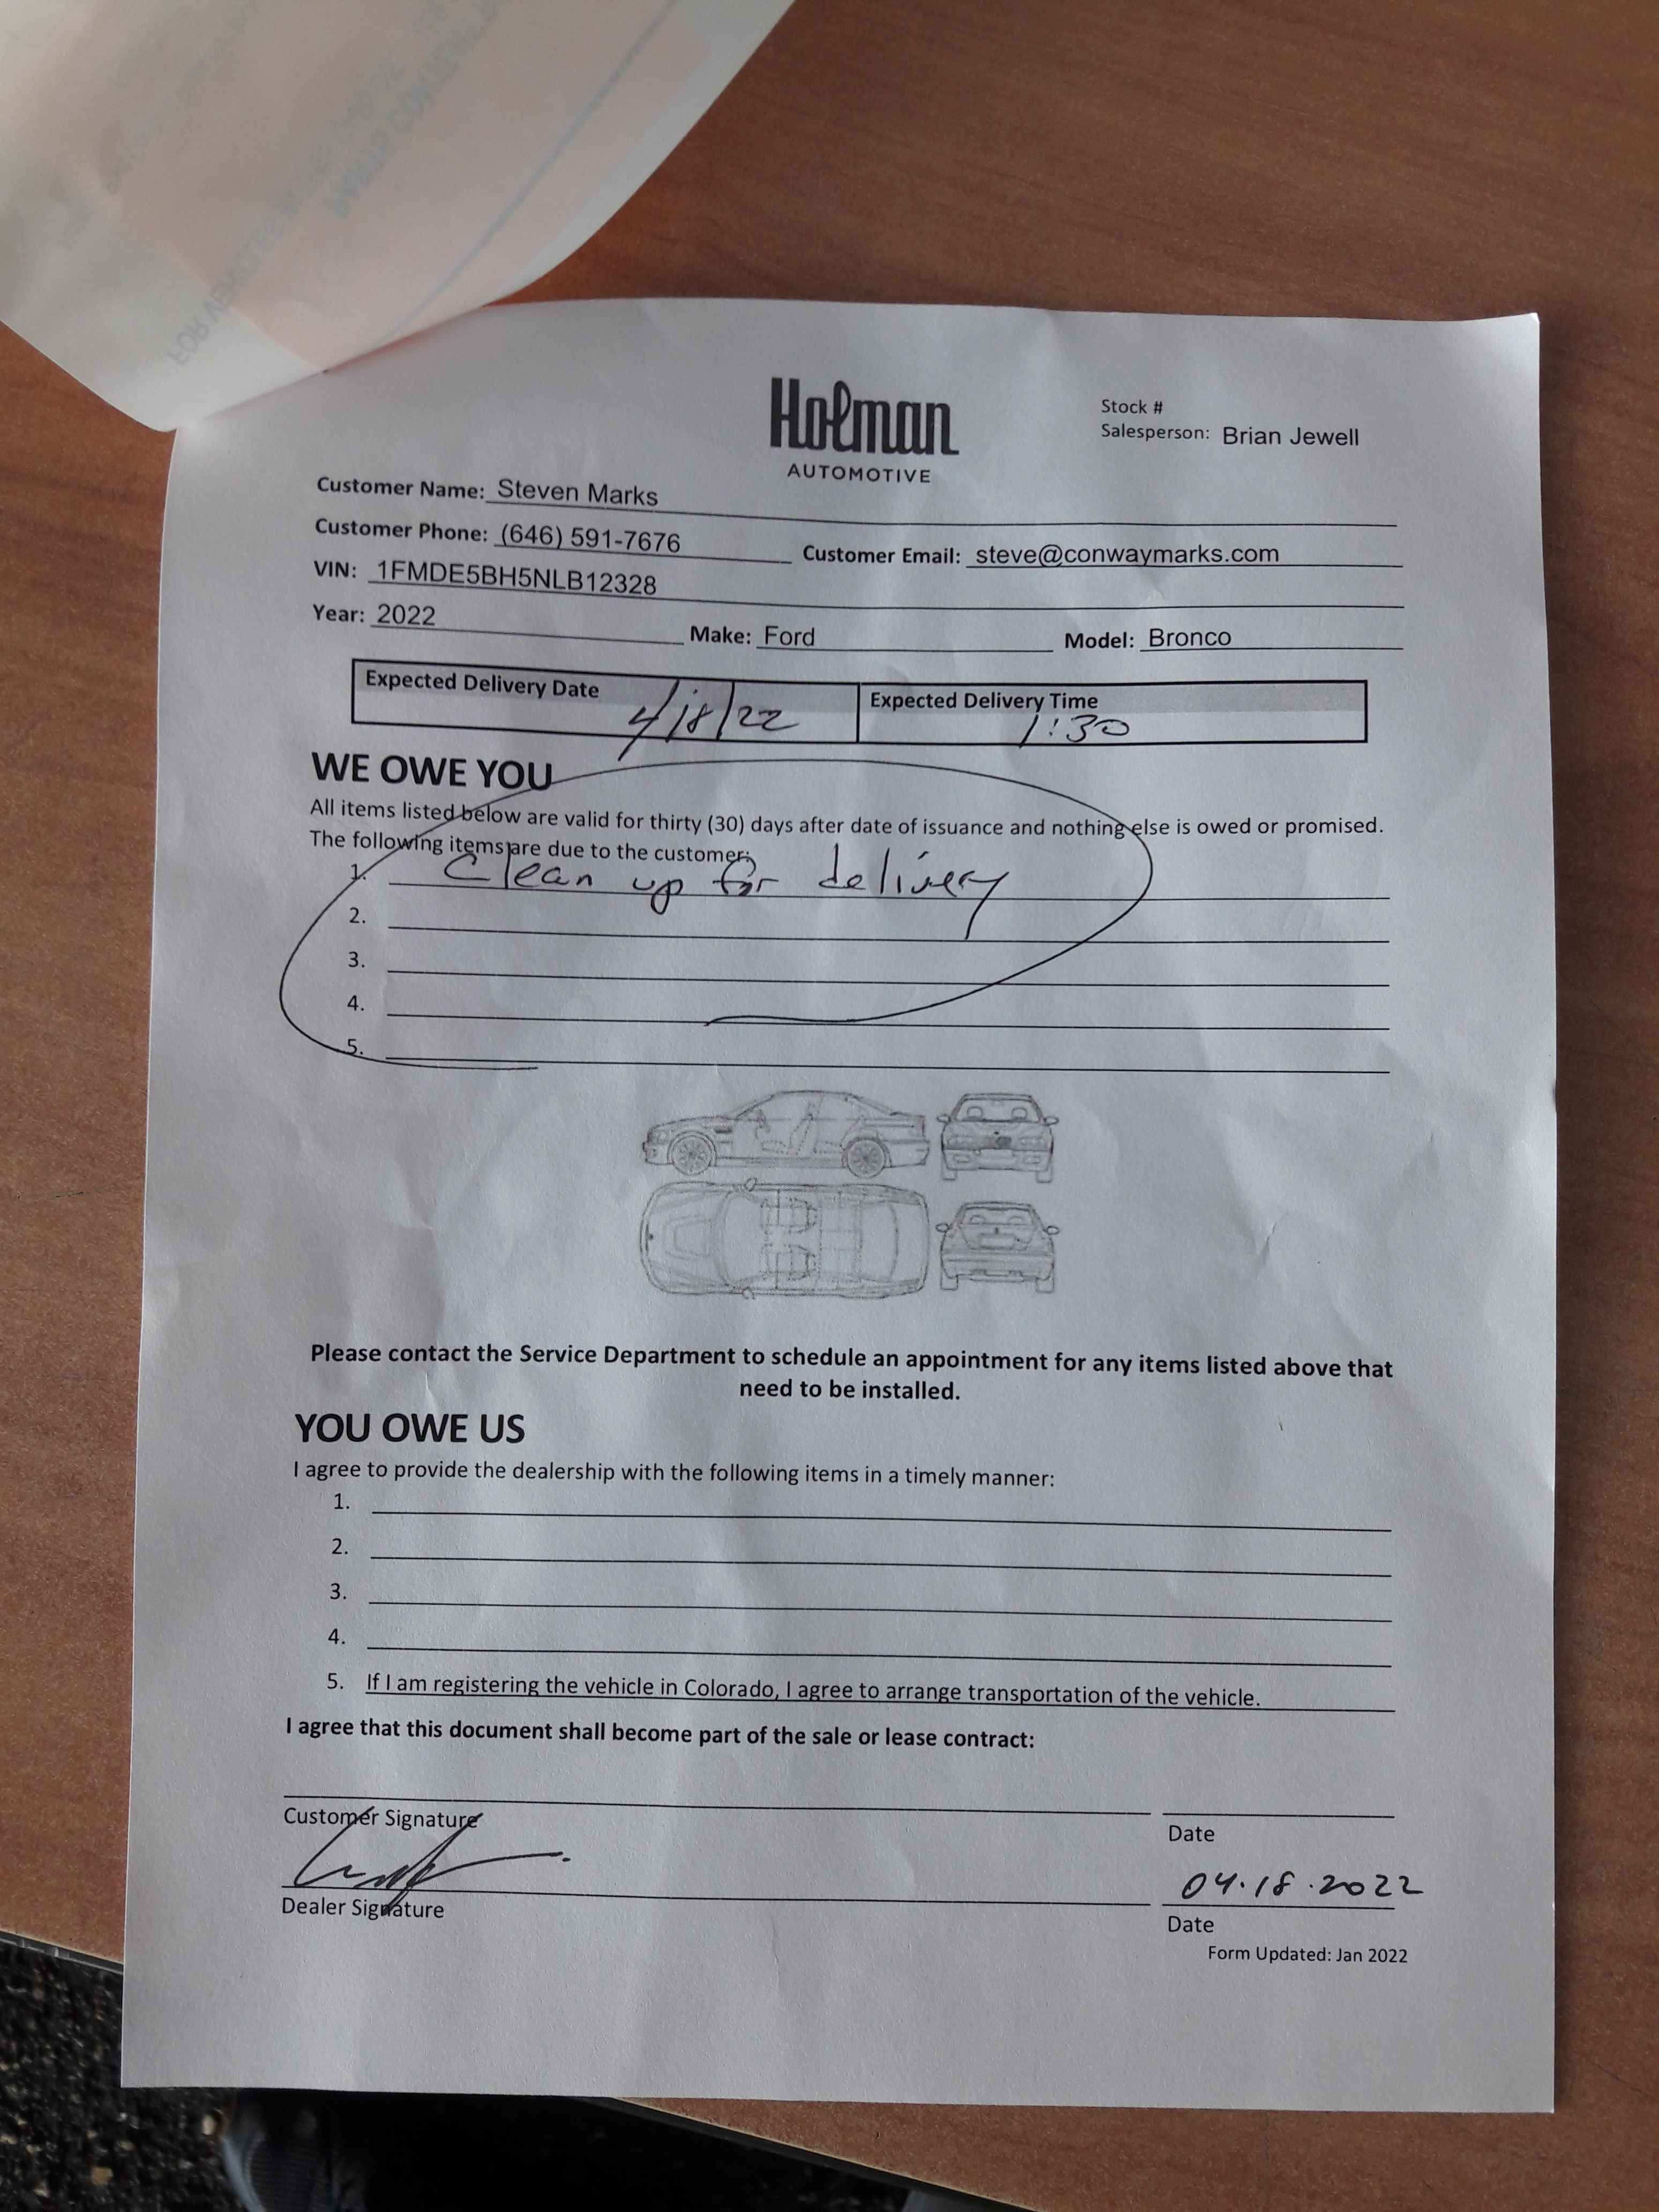 Holman
AUTOMOTIVE
Stock #
Salesperson: Brian Jewell
Customer Name: Steven Marks
Customer Phone: (646) 591-7676 Customer Email: steve@conwaymarks.com
VIN: 1FMDE5BH5NLB12328
Year: 2022 Make: Ford Model: Bronco
Expected Delivery Date 4/18/22 Expected Delivery Time 1:30
WE OWE YOU
All items listed below are valid for thirty (30) days after date of issuance and nothing else is owed or promised.
The following items are due to the customer:
1. Clean up for delivery
2.
3.
4.
5.
Please contact the Service Department to schedule an appointment for any items listed above that
need to be installed.
YOU OWE US
I agree to provide the dealership with the following items in a timely manner:
1.
2.
3.
4.
5. If I am registering the vehicle in Colorado, I agree to arrange transportation of the vehicle.
I agree that this document shall become part of the sale or lease contract:
Customer Signature Date
04.18.2022
Dealer Signature Date
Form Updated: Jan 2022